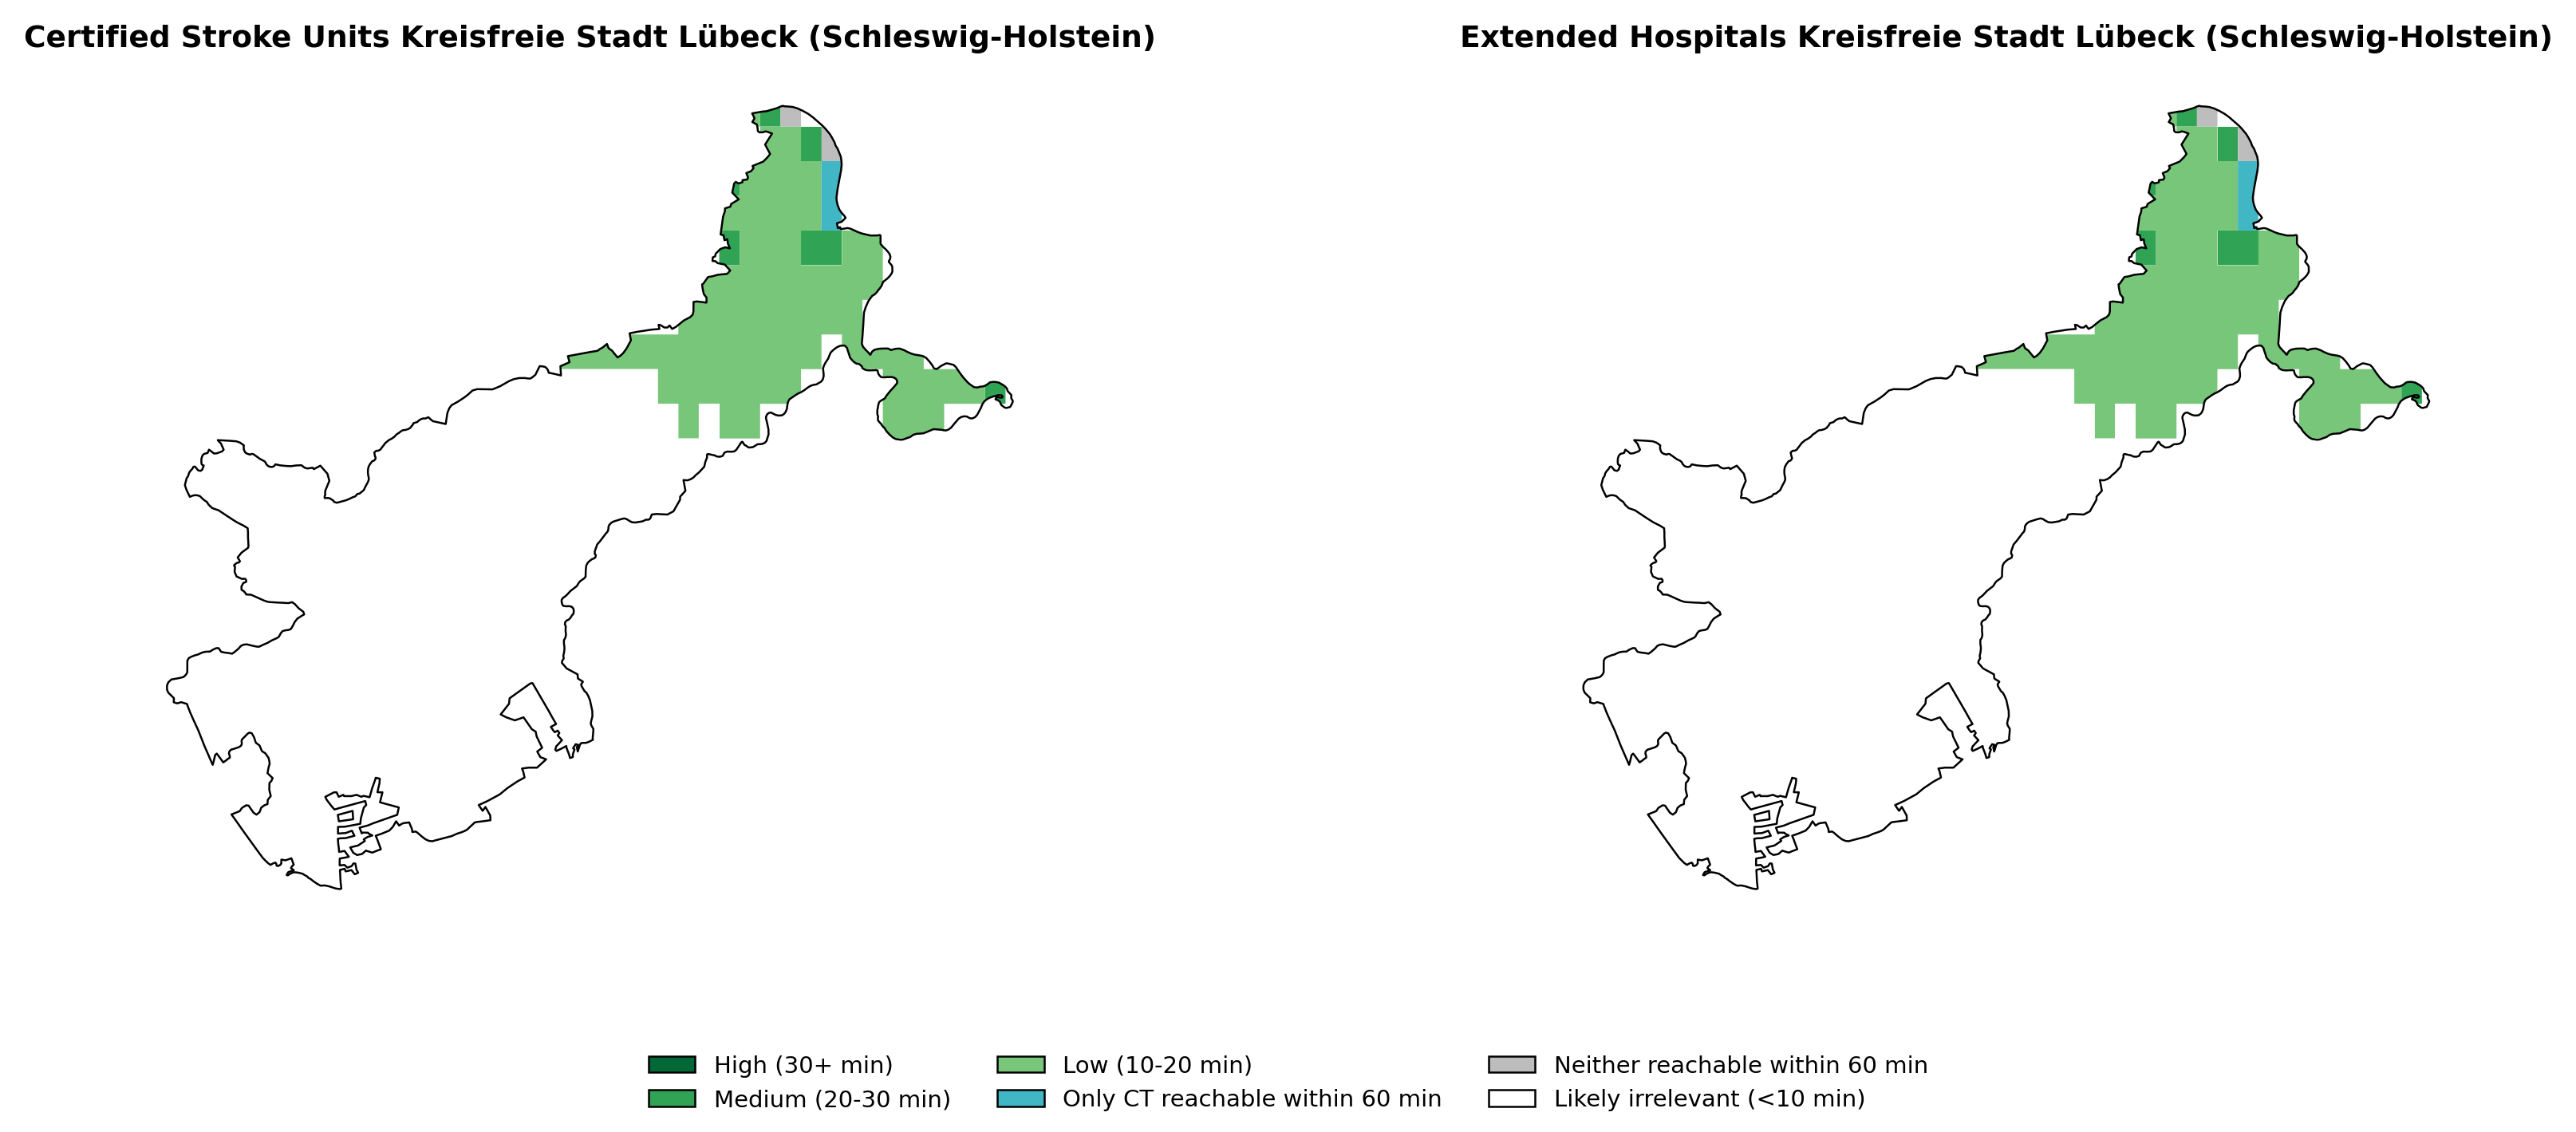 Certified Stroke Units Kreisfreie Stadt Lübeck (Schleswig-Holstein)
Extended Hospitals Kreisfreie Stadt Lübeck (Schleswig-Holstein)
High (30+ min)
Medium (20-30 min)
Low (10-20 min)
Only CT reachable within 60 min
Neither reachable within 60 min
Likely irrelevant (<10 min)